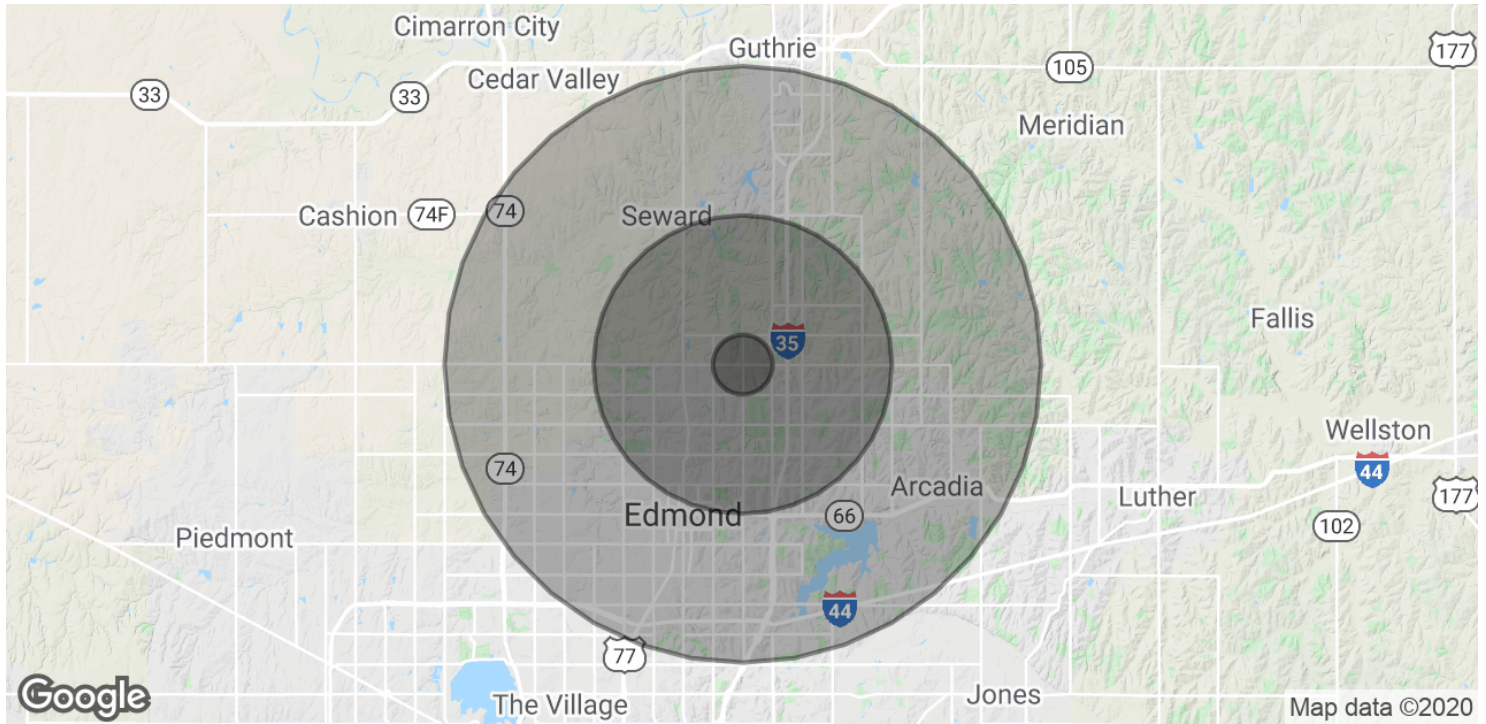 Cimarron City
Guthrie
177
105
Cedar Valley
33
33
Meridian
Cashion
74F
74
Seward
Fallis
35
Wellston
44
74
Arcadia
Luther
177
Edmond
66
102
Piedmont
44
77
Google
The Village
Jones
Map data ©2020